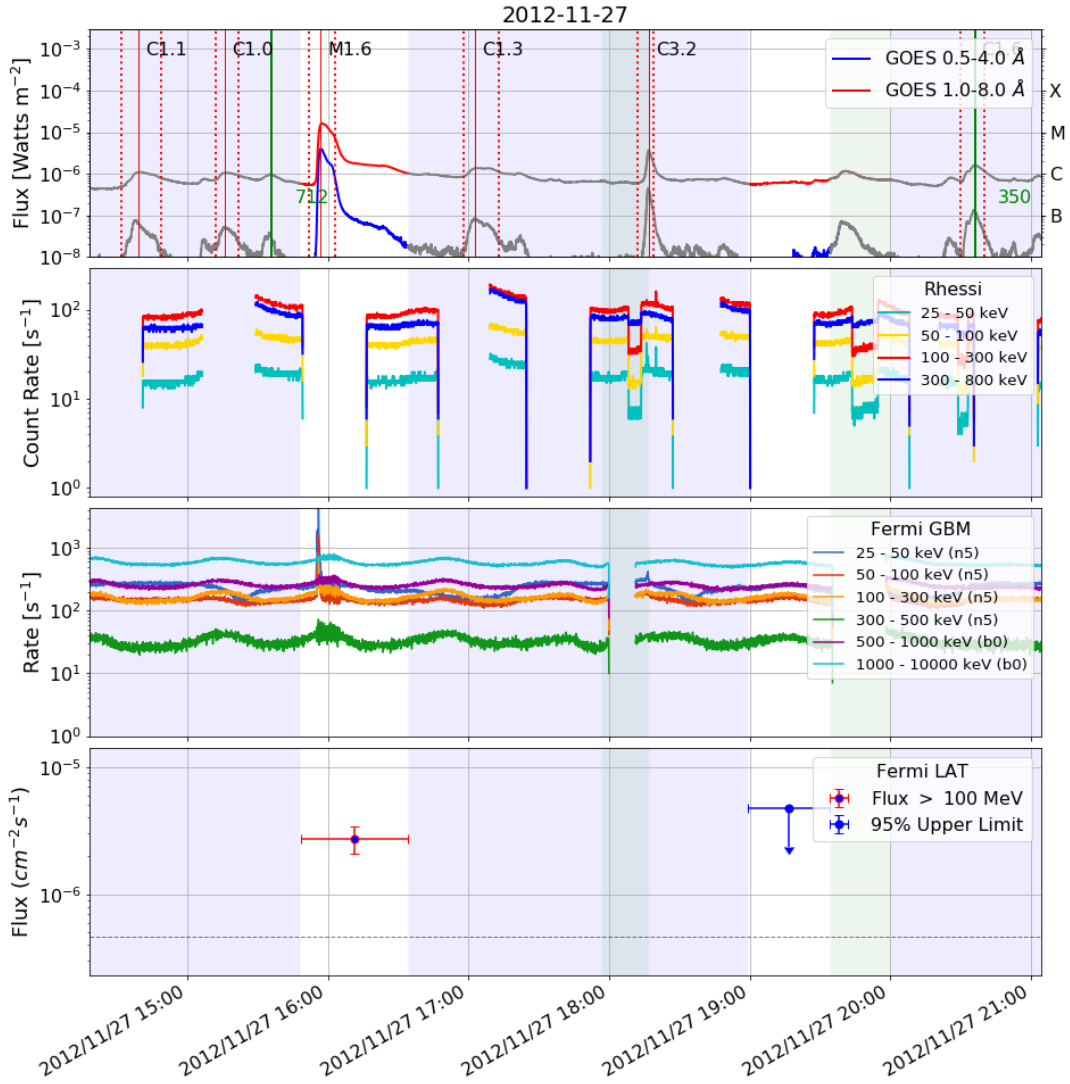 2012-11-27
Flux [Watts m⁻²]
10⁻³
10⁻⁴
10⁻⁵
10⁻⁶
10⁻⁷
10⁻⁸
C1.1
C1.0
M1.6
C1.3
C3.2
C1.6
712
350
GOES 0.5-4.0 Å
GOES 1.0-8.0 Å
X
M
C
B
Count Rate [s⁻¹]
10²
10¹
10⁰
Rhessi
25 - 50 keV
50 - 100 keV
100 - 300 keV
300 - 800 keV
Rate [s⁻¹]
10³
10²
10¹
10⁰
Fermi GBM
25 - 50 keV (n5)
50 - 100 keV (n5)
100 - 300 keV (n5)
300 - 500 keV (n5)
500 - 1000 keV (b0)
1000 - 10000 keV (b0)
Flux (cm⁻²s⁻¹)
10⁻⁵
10⁻⁶
Fermi LAT
Flux > 100 MeV
95% Upper Limit
2012/11/27 15:00
2012/11/27 16:00
2012/11/27 17:00
2012/11/27 18:00
2012/11/27 19:00
2012/11/27 20:00
2012/11/27 21:00